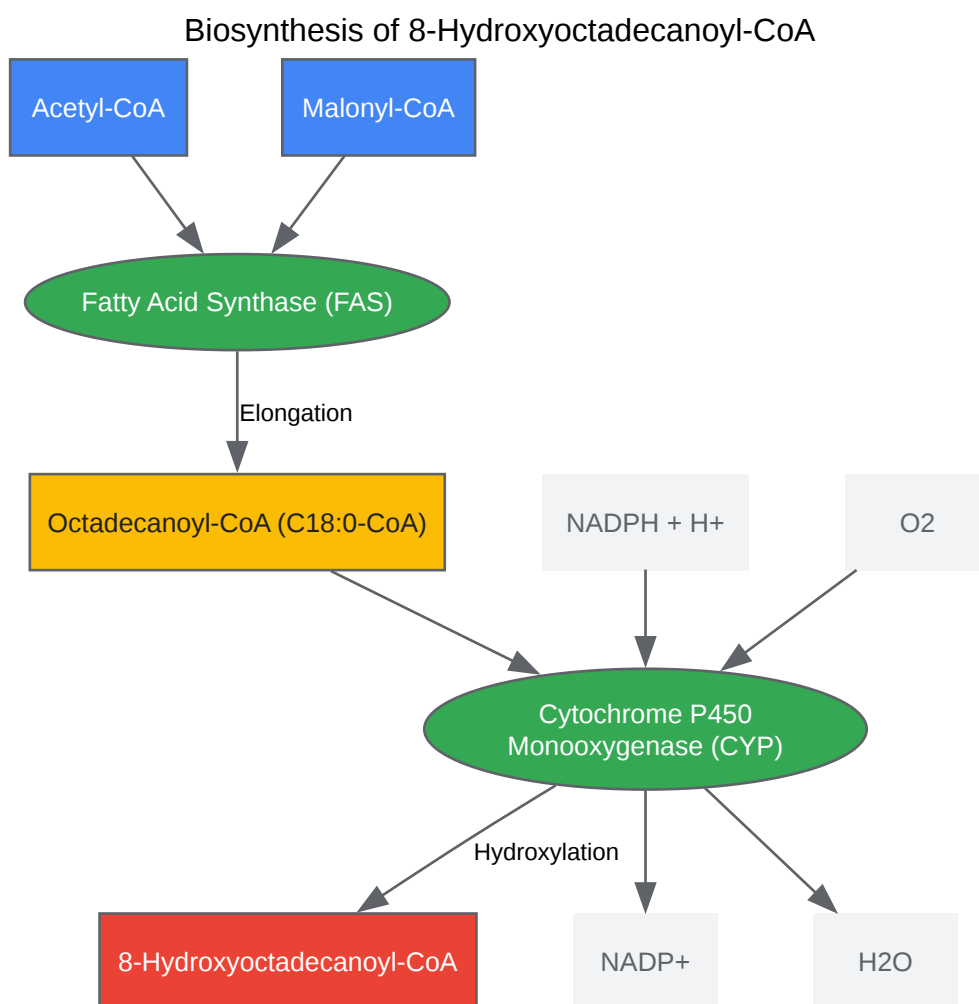 Biosynthesis of 8-Hydroxyoctadecanoyl-CoA
Acetyl-CoA
Malonyl-CoA
Fatty Acid Synthase (FAS)
Elongation
Octadecanoyl-CoA (C18:0-CoA)
NADPH + H+
O2
Cytochrome P450
Monooxygenase (CYP)
Hydroxylation
8-Hydroxyoctadecanoyl-CoA
NADP+
H2O